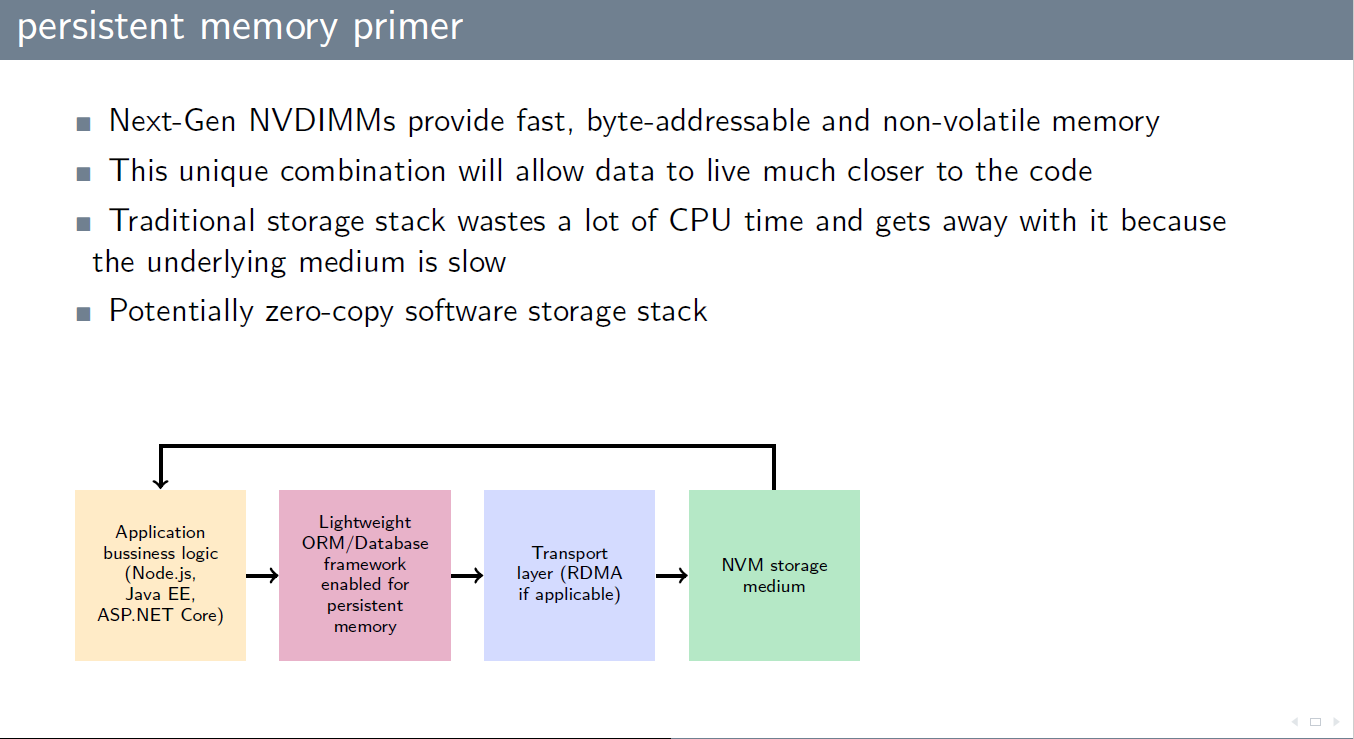 persistent memory primer
Next-Gen NVDIMMs provide fast, byte-addressable and non-volatile memory
This unique combination will allow data to live much closer to the code
Traditional storage stack wastes a lot of CPU time and gets away with it because
the underlying medium is slow
Potentially zero-copy software storage stack
Application
bussiness logic
(Node.js,
Java EE,
ASP.NET Core)
Lightweight
ORM/Database
framework
enabled for
persistent
memory
Transport
layer (RDMA
if applicable)
NVM storage
medium